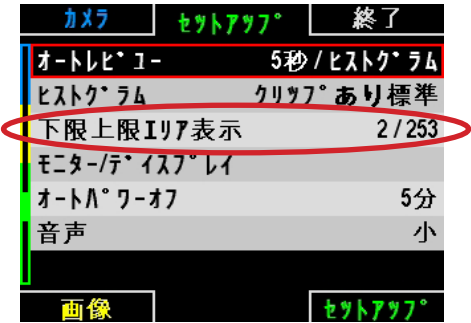 カメラ セットアップ 終了
オートレビュー 5秒/ヒストグラム
ヒストグラム クリップあり標準
下限上限エリア表示 2/253
モニター/ディスプレイ
オートパワーオフ 5分
音声 小
画像 セットアップ